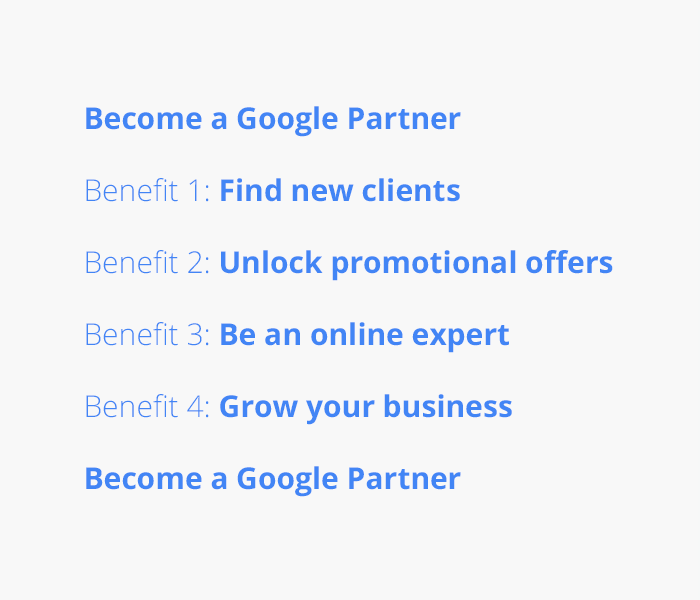 Become a Google Partner
Benefit 1: Find new clients
Benefit 2: Unlock promotional offers
Benefit 3: Be an online expert
Benefit 4: Grow your business
Become a Google Partner